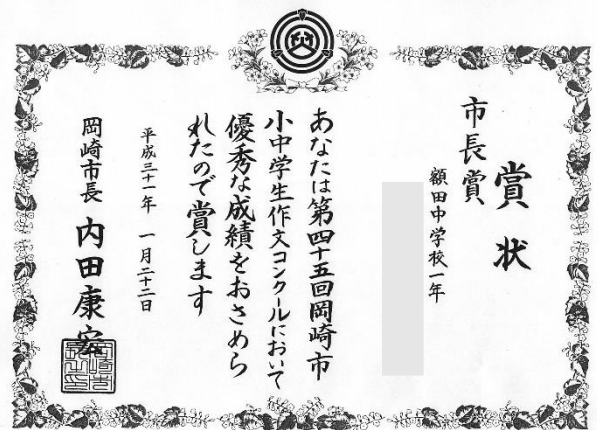 賞状
市長賞
額田中学校一年
あなたは第四十五回岡崎市
小中学生作文コンクールにおいて
優秀な成績をおさめら
れたので賞します
平成三十一年 一月二十二日
岡崎市長 内田康宏